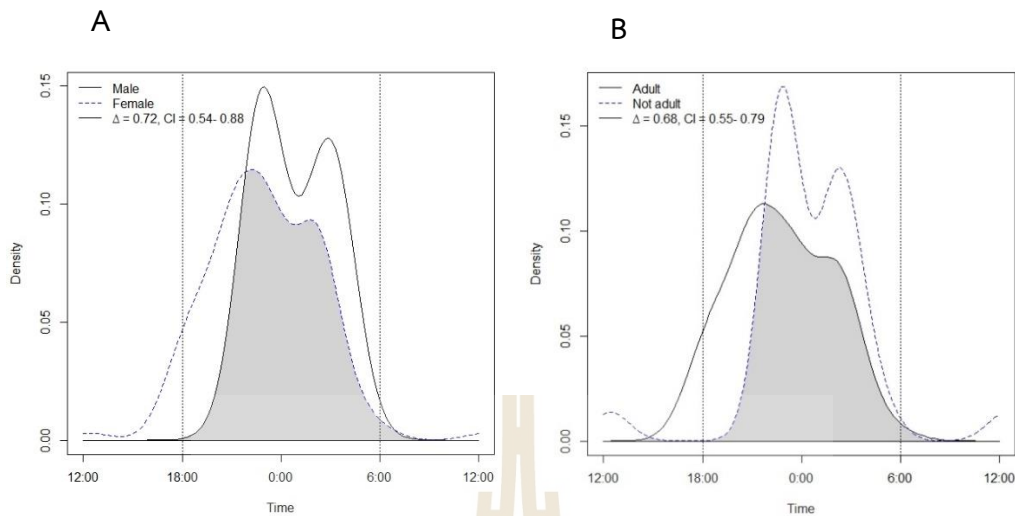 A
Male
Female
Δ = 0.72, CI = 0.54- 0.88
0.15
0.10
0.05
0.00
Density
12:00 18:00 0:00 6:00 12:00
Time
B
Adult
Not adult
Δ = 0.68, CI = 0.55- 0.79
0.15
0.10
0.05
0.00
Density
12:00 18:00 0:00 6:00 12:00
Time